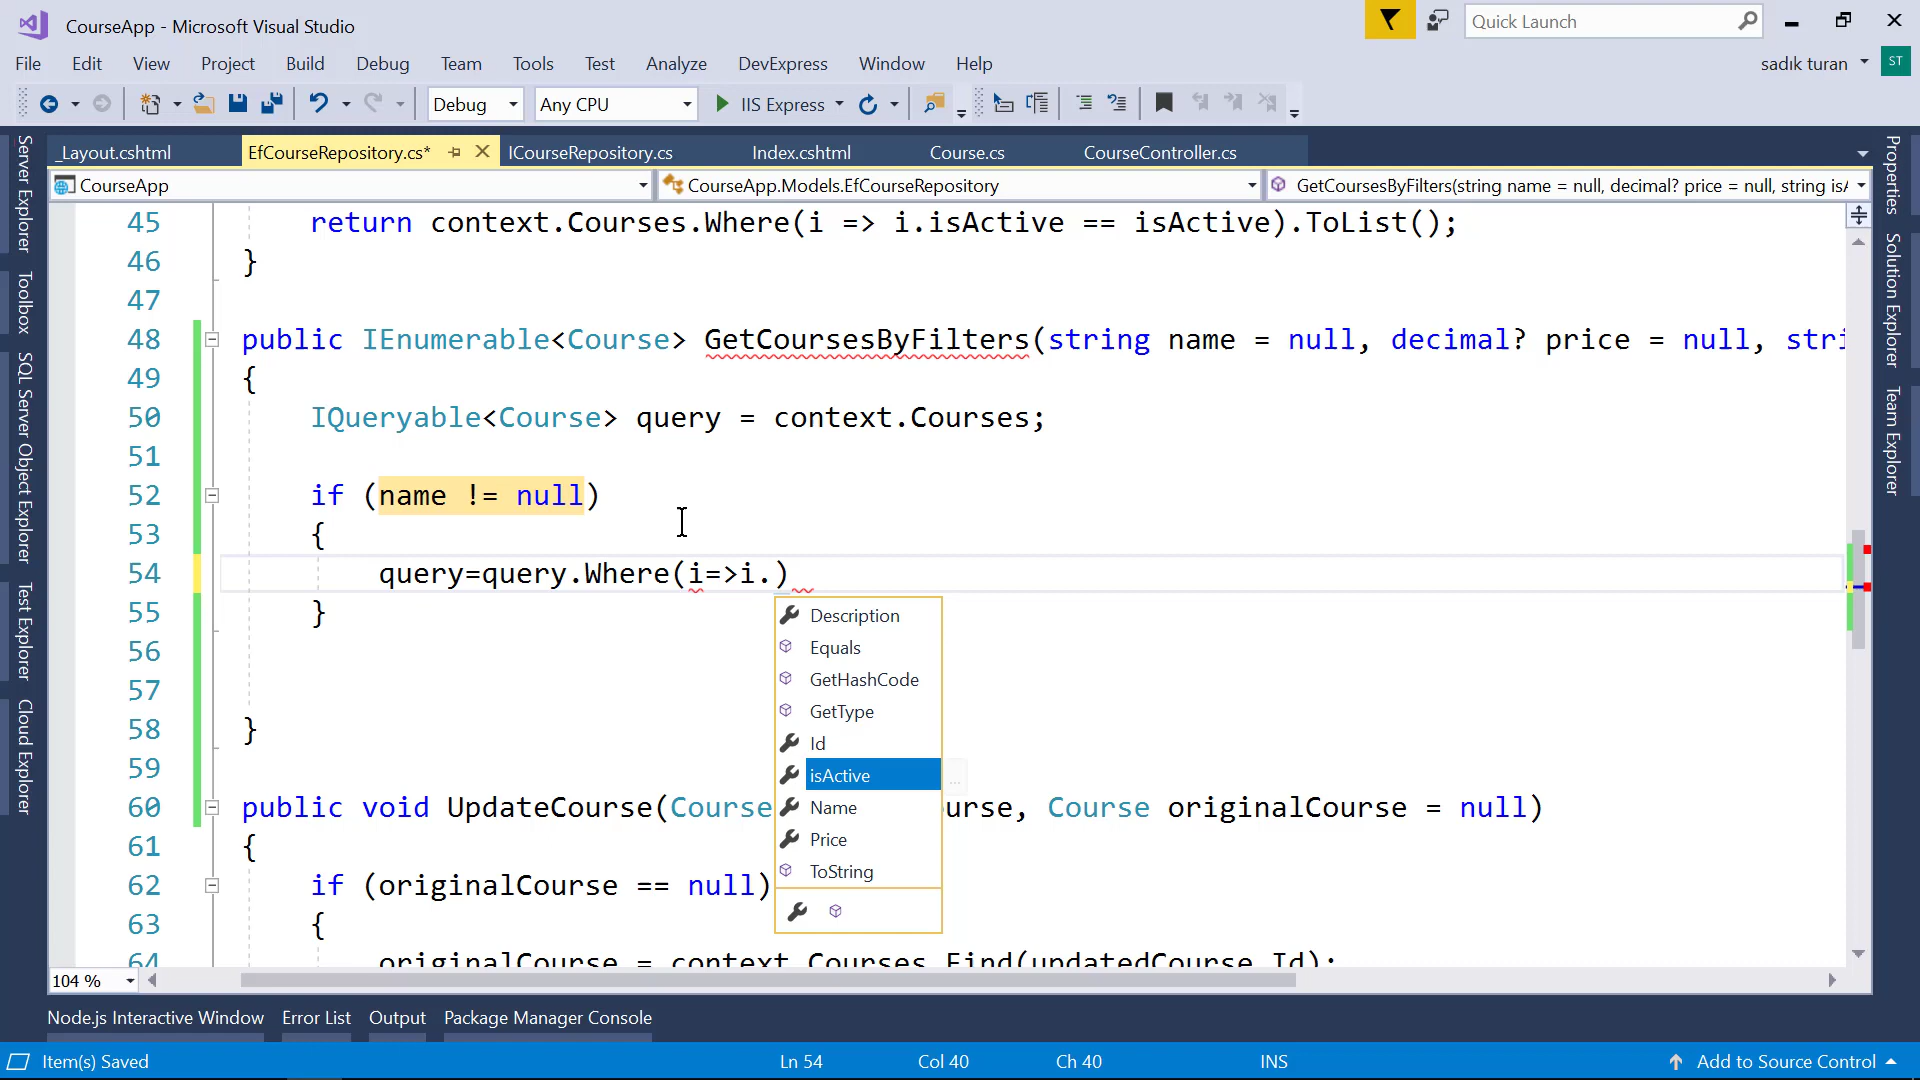 CourseApp - Microsoft Visual Studio
Quick Launch
File Edit View Project Build Debug Team Tools Test Analyze DevExpress Window Help
sadık turan ST
Debug Any CPU IIS Express
_Layout.cshtml EfCourseRepository.cs* ICourseRepository.cs Index.cshtml Course.cs CourseController.cs
CourseApp CourseApp.Models.EfCourseRepository GetCoursesByFilters(string name = null, decimal? price = null, string isA
Server Explorer
Toolbox
SQL Server Object Explorer
Test Explorer
Cloud Explorer
45 return context.Courses.Where(i => i.isActive == isActive).ToList();
46 }
47
48 public IEnumerable<Course> GetCoursesByFilters(string name = null, decimal? price = null, stri
49 {
50 IQueryable<Course> query = context.Courses;
51
52 if (name != null)
53 {
54 query=query.Where(i=>i.)
55 }
56
57
58 }
59
60 public void UpdateCourse(Course ourse, Course originalCourse = null)
61 {
62 if (originalCourse == null)
63 {
64 originalCourse = context.Courses.Find(updatedCourse.Id);
Description
Equals
GetHashCode
GetType
Id
isActive ...
Name
Price
ToString
Properties
Solution Explorer
Team Explorer
104 %
Node.js Interactive Window Error List Output Package Manager Console
Item(s) Saved Ln 54 Col 40 Ch 40 INS Add to Source Control